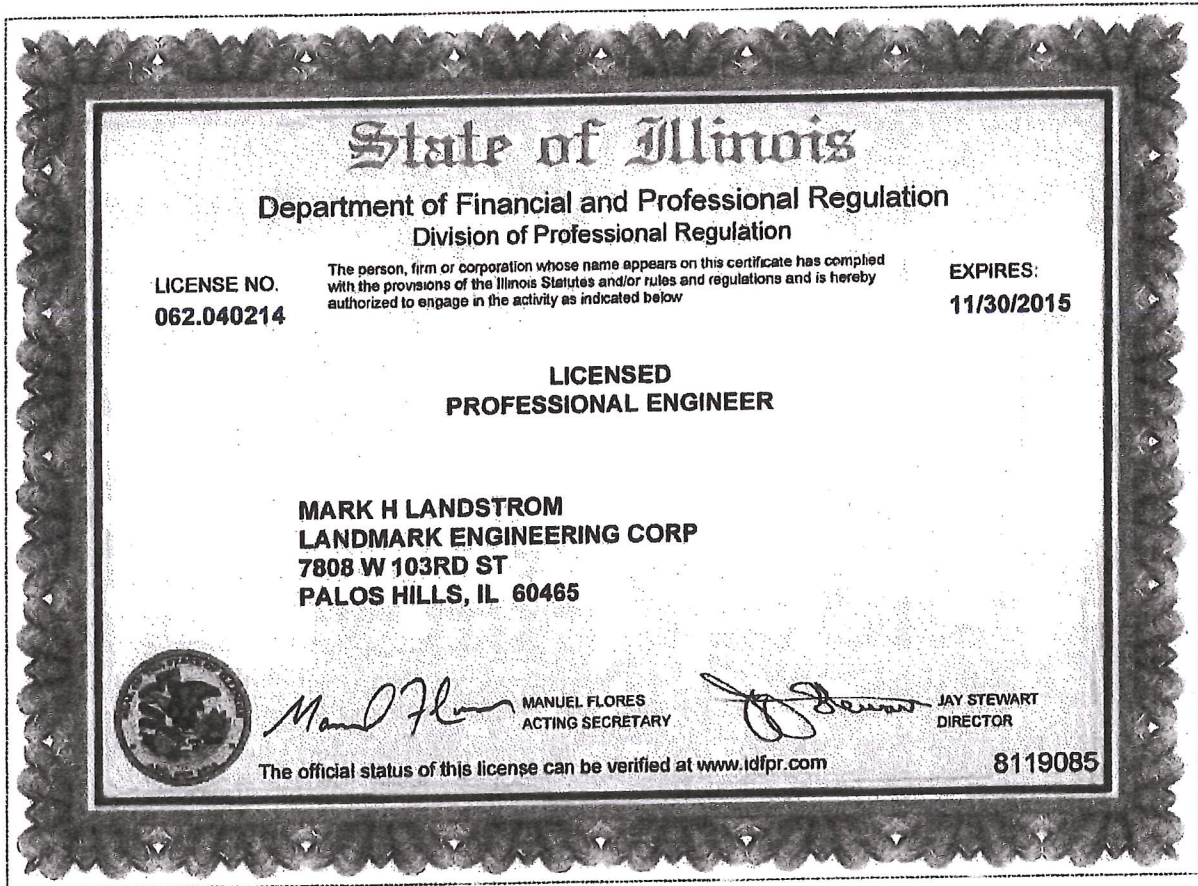 State of Illinois
Department of Financial and Professional Regulation
Division of Professional Regulation
LICENSE NO.
062.040214
The person, firm or corporation whose name appears on this certificate has complied
with the provisions of the Illinois Statutes and/or rules and regulations and is hereby
authorized to engage in the activity as indicated below
EXPIRES:
11/30/2015
LICENSED
PROFESSIONAL ENGINEER
MARK H LANDSTROM
LANDMARK ENGINEERING CORP
7808 W 103RD ST
PALOS HILLS, IL 60465
MANUEL FLORES
ACTING SECRETARY
JAY STEWART
DIRECTOR
The official status of this license can be verified at www.idfpr.com
8119085